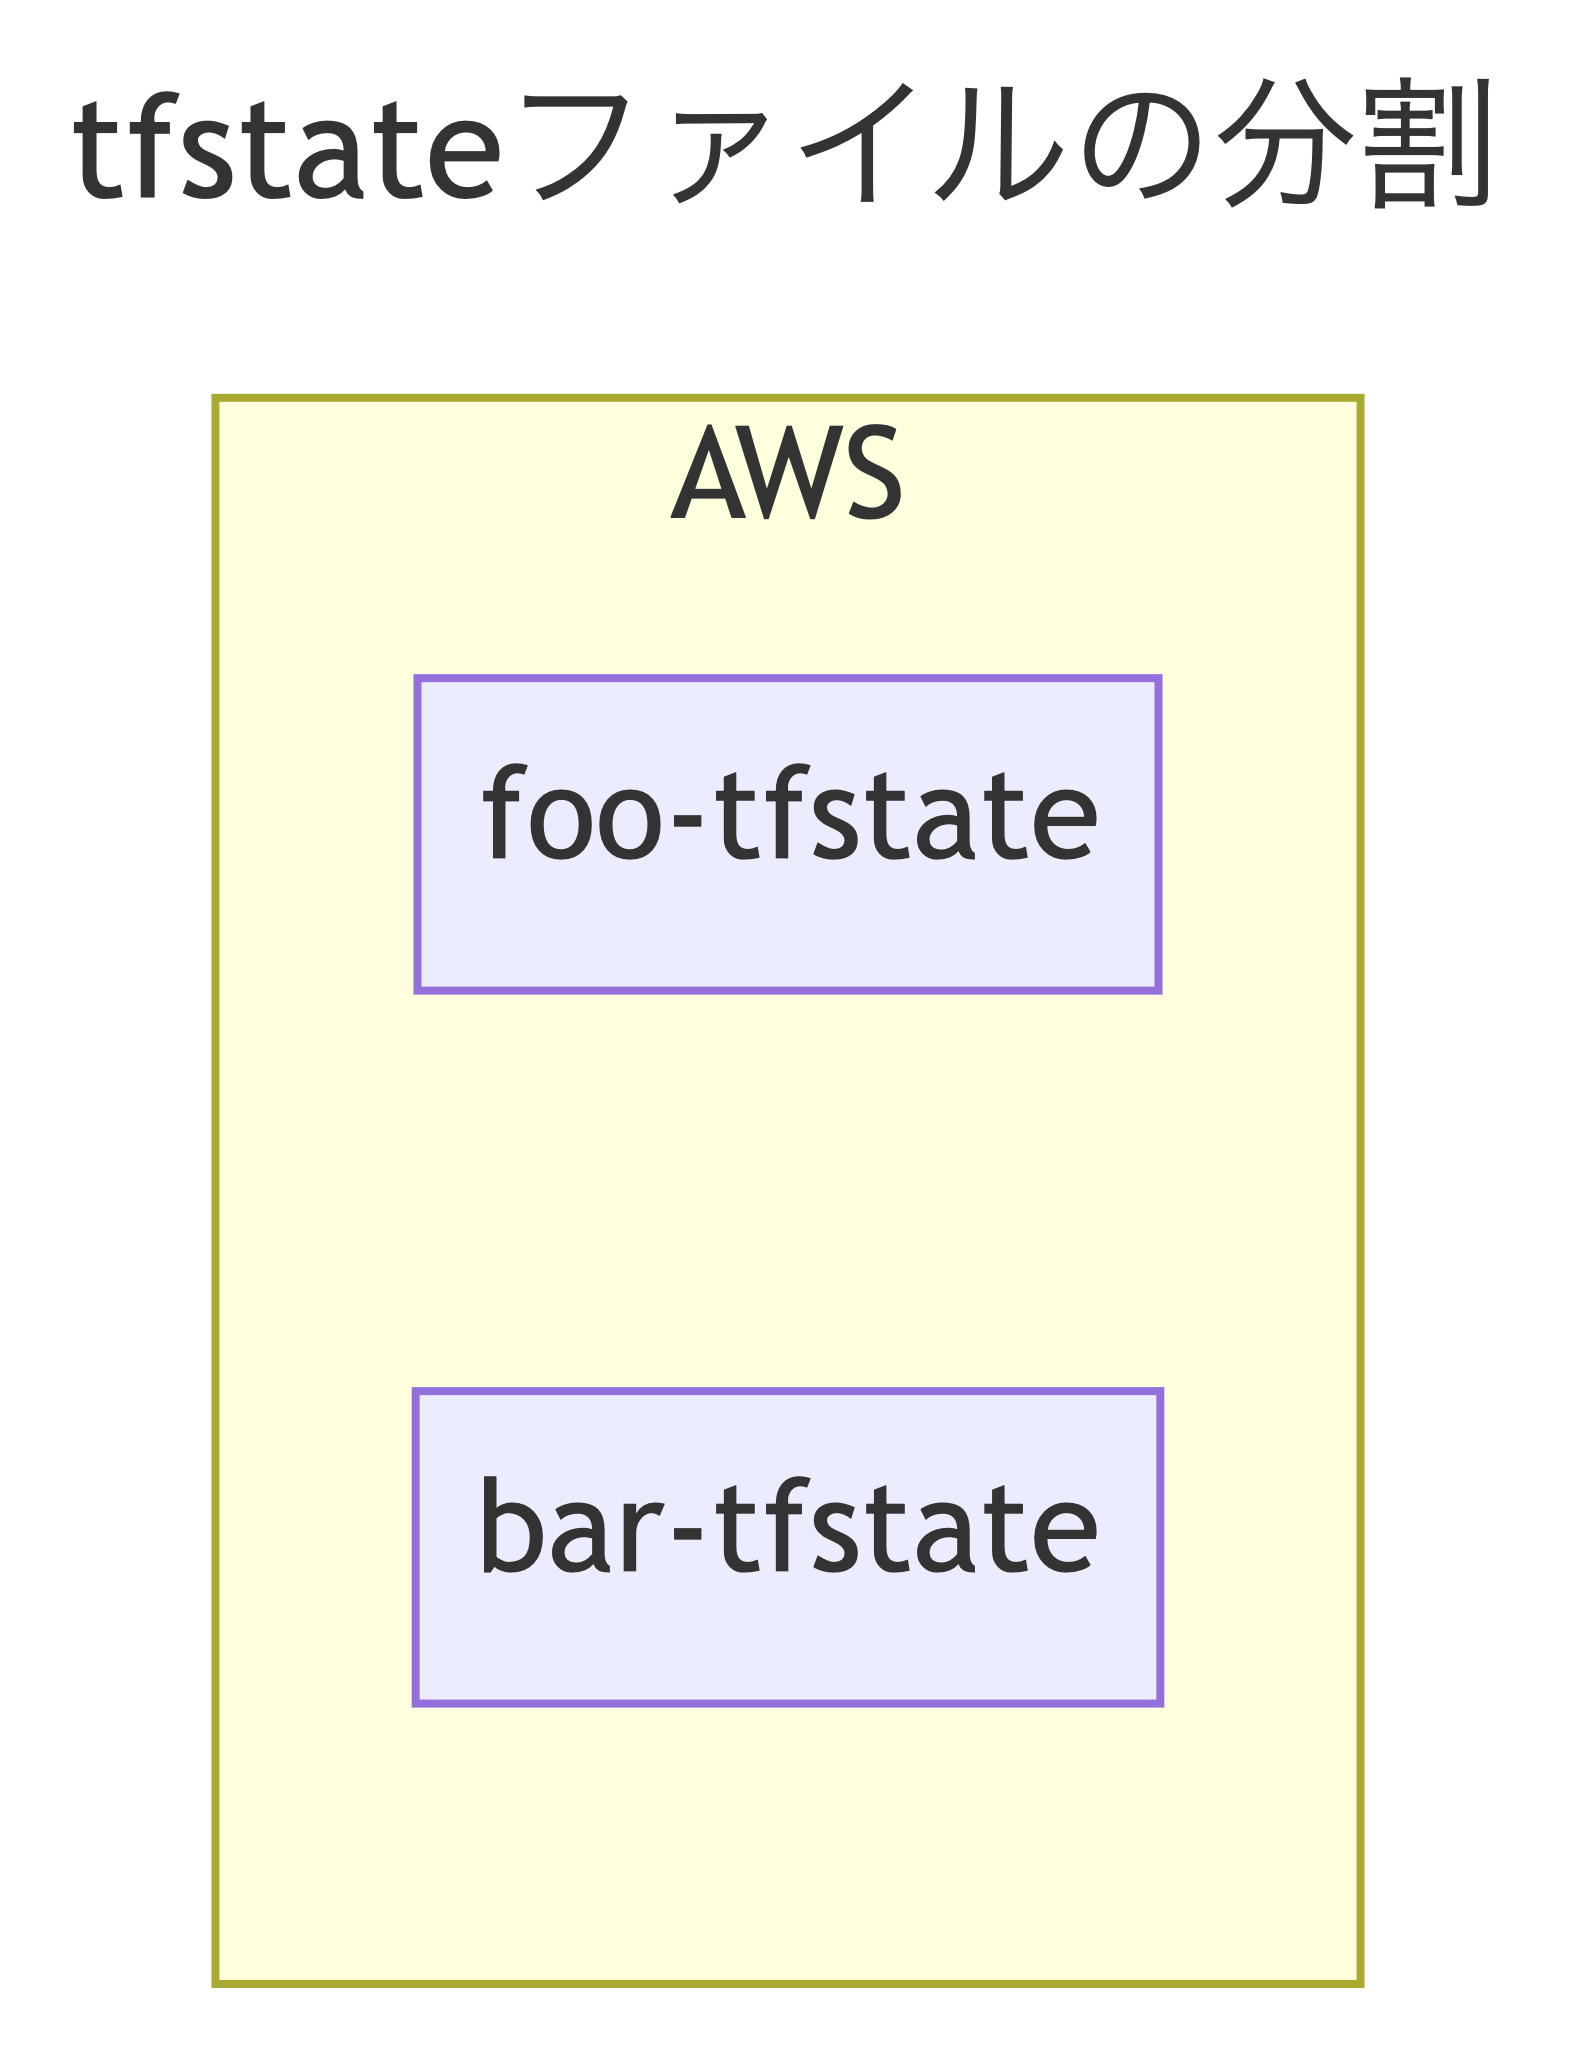 tfstateファイルの分割
AWS
foo-tfstate
bar-tfstate